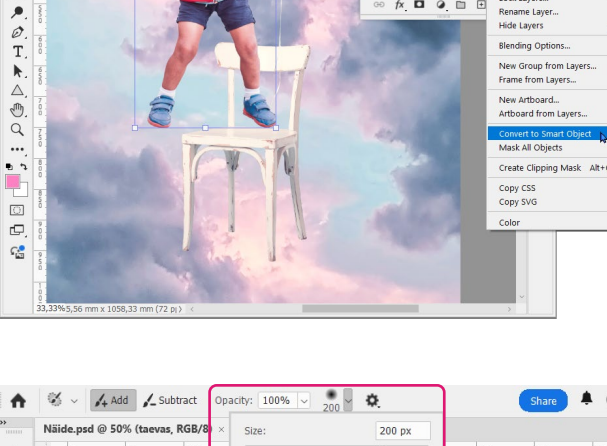 Rename Layer...
Hide Layers
Blending Options...
New Group from Layers...
Frame from Layers...
New Artboard...
Artboard from Layers...
Convert to Smart Object
Mask All Objects
Create Clipping Mask Alt+
Copy CSS
Copy SVG
Color
33,33% 5,56 mm x 1058,33 mm (72 p
Add
Subtract
Opacity: 100%
200
Share
Näide.psd @ 50% (taevas, RGB/8
Size:
200 px